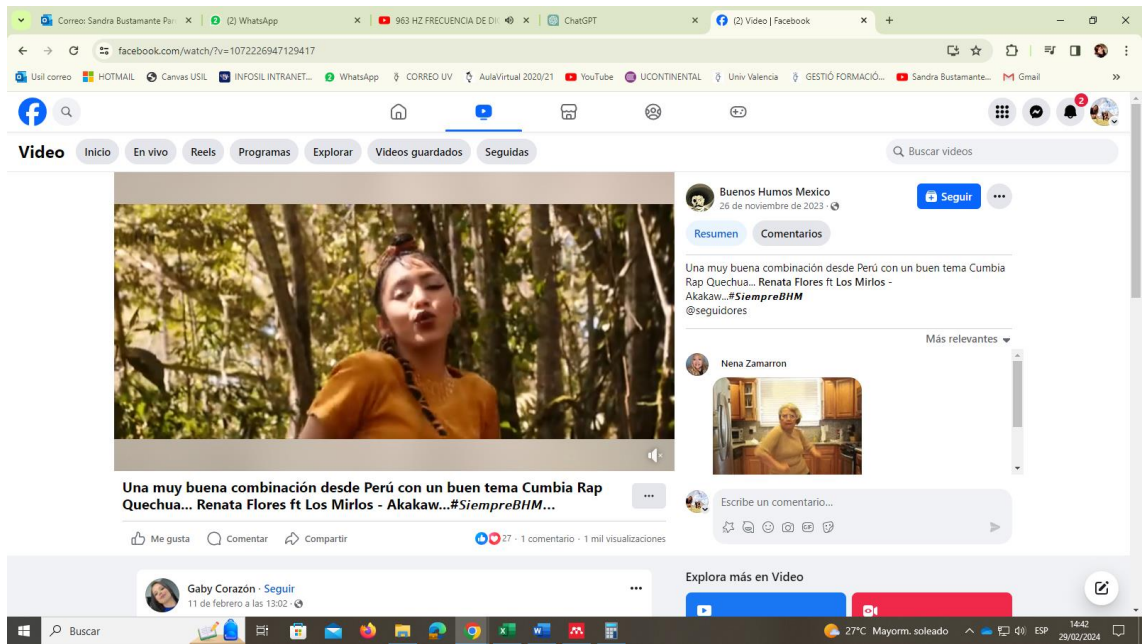 Correo: Sandra Bustamante Par
(2) WhatsApp
963 HZ FRECUENCIA DE DI
ChatGPT
(2) Video | Facebook
facebook.com/watch/?v=1072226947129417
Usil correo
HOTMAIL
Canvas USIL
INFOSIL INTRANET...
WhatsApp
CORREO UV
AulaVirtual 2020/21
YouTube
UCONTINENTAL
Univ Valencia
GESTIÓ FORMACIÓ...
Sandra Bustamante...
Gmail
2
Video
Inicio
En vivo
Reels
Programas
Explorar
Videos guardados
Seguidas
Buscar videos
Buenos Humos Mexico
26 de noviembre de 2023
Seguir
Resumen
Comentarios
Una muy buena combinación desde Perú con un buen tema Cumbia
Rap Quechua... Renata Flores ft Los Mirlos -
Akakaw...#SiempreBHM
@seguidores
Más relevantes
Nena Zamarron
Una muy buena combinación desde Perú con un buen tema Cumbia Rap
Quechua... Renata Flores ft Los Mirlos - Akakaw...#SiempreBHM...
Me gusta
Comentar
Compartir
27 · 1 comentario · 1 mil visualizaciones
Escribe un comentario...
GIF
Gaby Corazón · Seguir
11 de febrero a las 13:02
Explora más en Video
Buscar
27°C Mayorm. soleado
ESP
14:42
29/02/2024